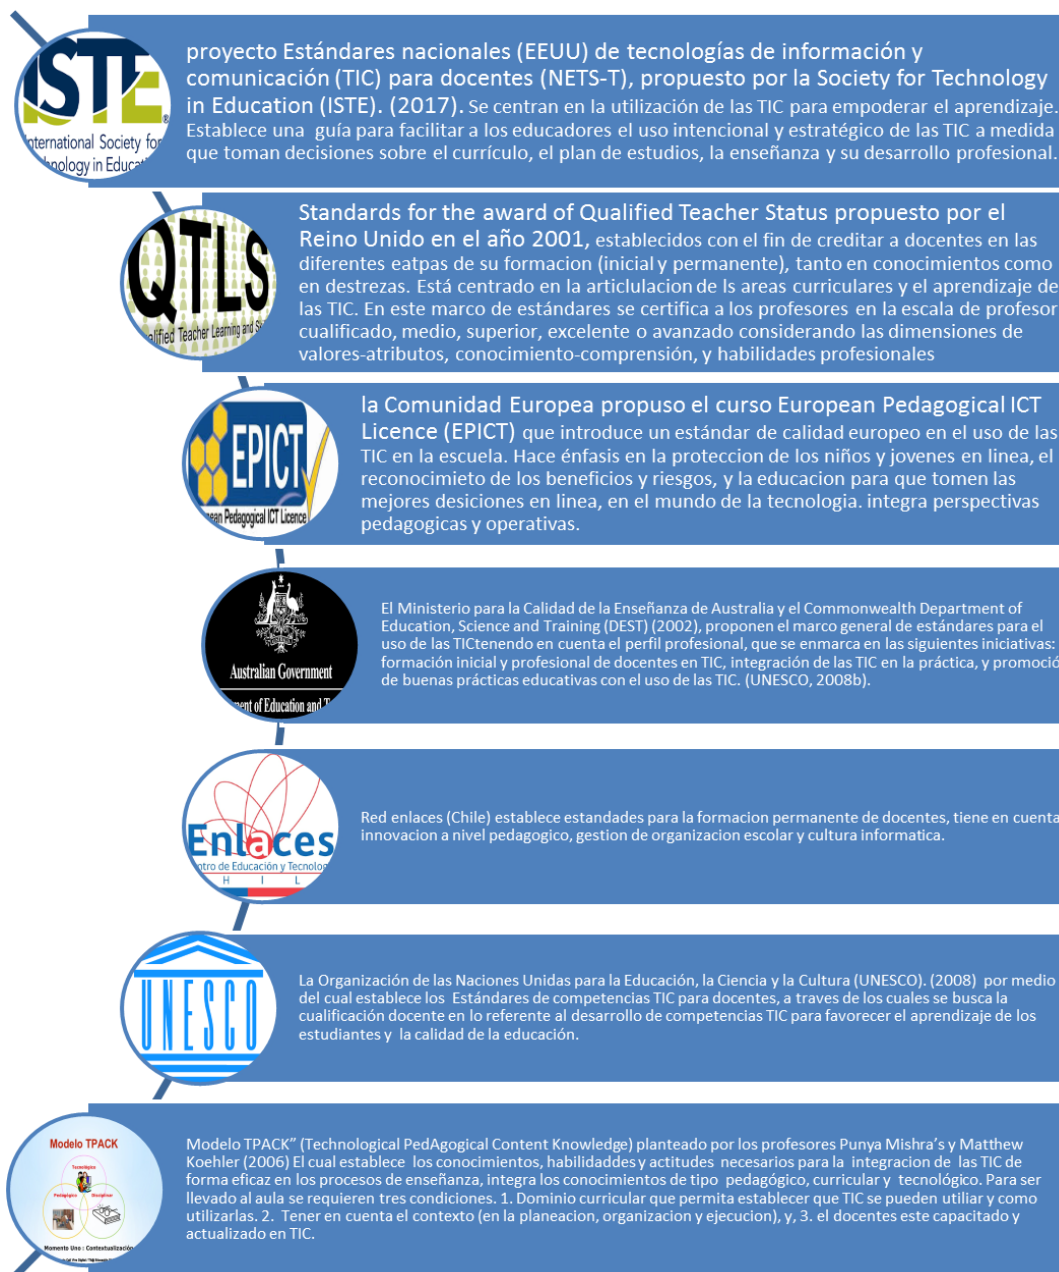 ISTE®
International Society for
Technology in Educ
proyecto Estándares nacionales (EEUU) de tecnologías de información y
comunicación (TIC) para docentes (NETS-T), propuesto por la Society for Technology
in Education (ISTE). (2017). Se centran en la utilización de las TIC para empoderar el aprendizaje.
Establece una guía para facilitar a los educadores el uso intencional y estratégico de las TIC a medida
que toman decisiones sobre el currículo, el plan de estudios, la enseñanza y su desarrollo profesional.
QTLS
alified Teacher Learning and S
Standards for the award of Qualified Teacher Status propuesto por el
Reino Unido en el año 2001, establecidos con el fin de creditar a docentes en las
diferentes eatpas de su formacion (inicial y permanente), tanto en conocimientos como
en destrezas. Está centrado en la articlulacion de ls areas curriculares y el aprendizaje de
las TIC. En este marco de estándares se certifica a los profesores en la escala de profesor
cualificado, medio, superior, excelente o avanzado considerando las dimensiones de
valores-atributos, conocimiento-comprensión, y habilidades profesionales
EPICT
ean Pedagogical ICT Licence
la Comunidad Europea propuso el curso European Pedagogical ICT
Licence (EPICT) que introduce un estándar de calidad europeo en el uso de las
TIC en la escuela. Hace énfasis en la proteccion de los niños y jovenes en linea, el
reconocimieto de los beneficios y riesgos, y la educacion para que tomen las
mejores desiciones en linea, en el mundo de la tecnologia. integra perspectivas
pedagogicas y operativas.
Australian Government
ment of Education and T
El Ministerio para la Calidad de la Enseñanza de Australia y el Commonwealth Department of
Education, Science and Training (DEST) (2002), proponen el marco general de estándares para el
uso de las TICtenendo en cuenta el perfil profesional, que se enmarca en las siguientes iniciativas:
formación inicial y profesional de docentes en TIC, integración de las TIC en la práctica, y promoció
de buenas prácticas educativas con el uso de las TIC. (UNESCO, 2008b).
Enlaces
ntro de Educación y Tecnolog
H I L
Red enlaces (Chile) establece estandades para la formacion permanente de docentes, tiene en cuenta
innovacion a nivel pedagogico, gestion de organizacion escolar y cultura informatica.
UNESCO
La Organización de las Naciones Unidas para la Educación, la Ciencia y la Cultura (UNESCO). (2008) por medio
del cual establece los Estándares de competencias TIC para docentes, a traves de los cuales se busca la
cualificación docente en lo referente al desarrollo de competencias TIC para favorecer el aprendizaje de los
estudiantes y la calidad de la educación.
Modelo TPACK
Tecnológico
Pedagógico Disciplinar
Momento Uno : Contextualización
Modelo TPACK” (Technological PedAgogical Content Knowledge) planteado por los profesores Punya Mishra’s y Matthew
Koehler (2006) El cual establece los conocimientos, habilidaddes y actitudes necesarios para la integracion de las TIC de
forma eficaz en los procesos de enseñanza, integra los conocimientos de tipo pedagógico, curricular y tecnológico. Para ser
llevado al aula se requieren tres condiciones. 1. Dominio curricular que permita establecer que TIC se pueden utiliar y como
utilizarlas. 2. Tener en cuenta el contexto (en la planeacion, organizacion y ejecucion), y, 3. el docentes este capacitado y
actualizado en TIC.